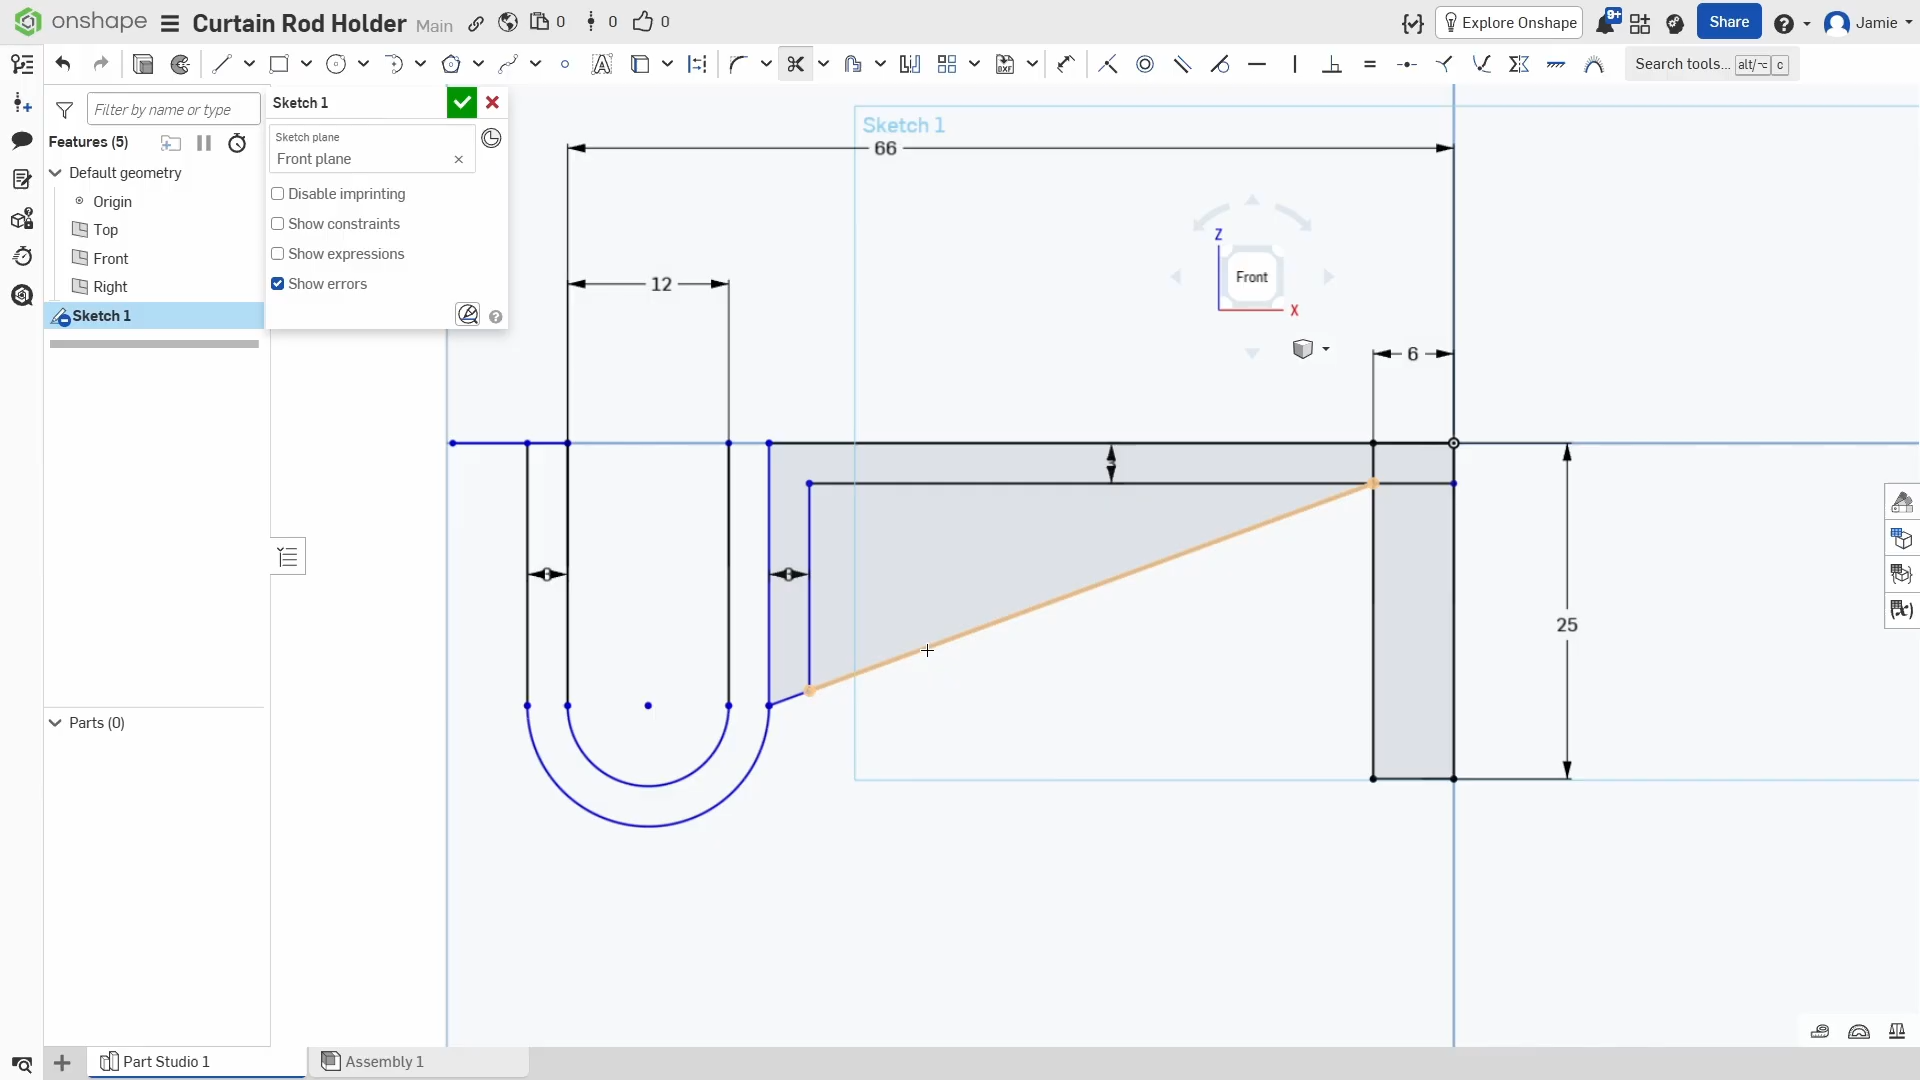 onshape
Curtain Rod Holder
Main
0
0
0
9+
Explore Onshape
Share
Jamie
Search tools...
alt/⌥
c
Filter by name or type
Features (5)
Default geometry
Origin
Top
Front
Right
Sketch 1
Parts (0)
Sketch 1
Sketch plane
Front plane
Disable imprinting
Show constraints
Show expressions
Show errors
Sketch 1
66
12
6
25
Z
Front
X
Part Studio 1
Assembly 1